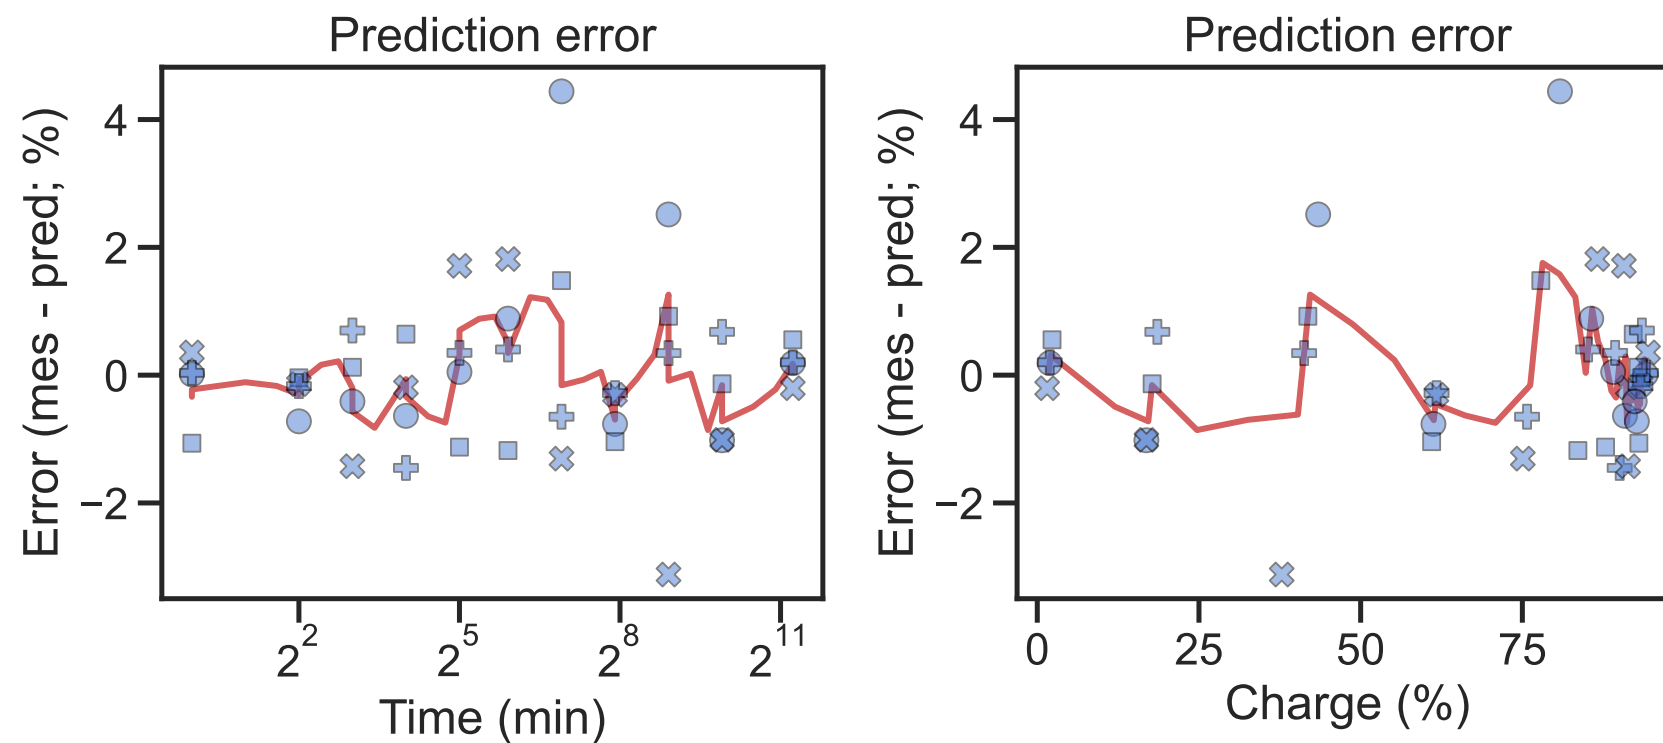 Prediction error
Error (mes - pred; %)
4
2
0
−2
2^2 2^5 2^8 2^11
Time (min)
Prediction error
Error (mes - pred; %)
4
2
0
−2
0 25 50 75
Charge (%)